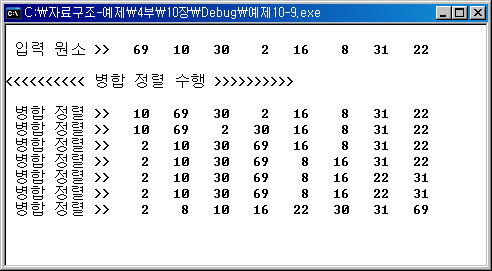 C:\자료구조-예제\4부\10장\Debug\예제10-9.exe
입력 원소 >> 69 10 30 2 16 8 31 22
<<<<<<<<<< 병합 정렬 수행 >>>>>>>>>>
병합 정렬 >> 10 69 30 2 16 8 31 22
병합 정렬 >> 10 69 2 30 16 8 31 22
병합 정렬 >> 2 10 30 69 16 8 31 22
병합 정렬 >> 2 10 30 69 8 16 31 22
병합 정렬 >> 2 10 30 69 8 16 22 31
병합 정렬 >> 2 10 30 69 8 16 22 31
병합 정렬 >> 2 8 10 16 22 30 31 69